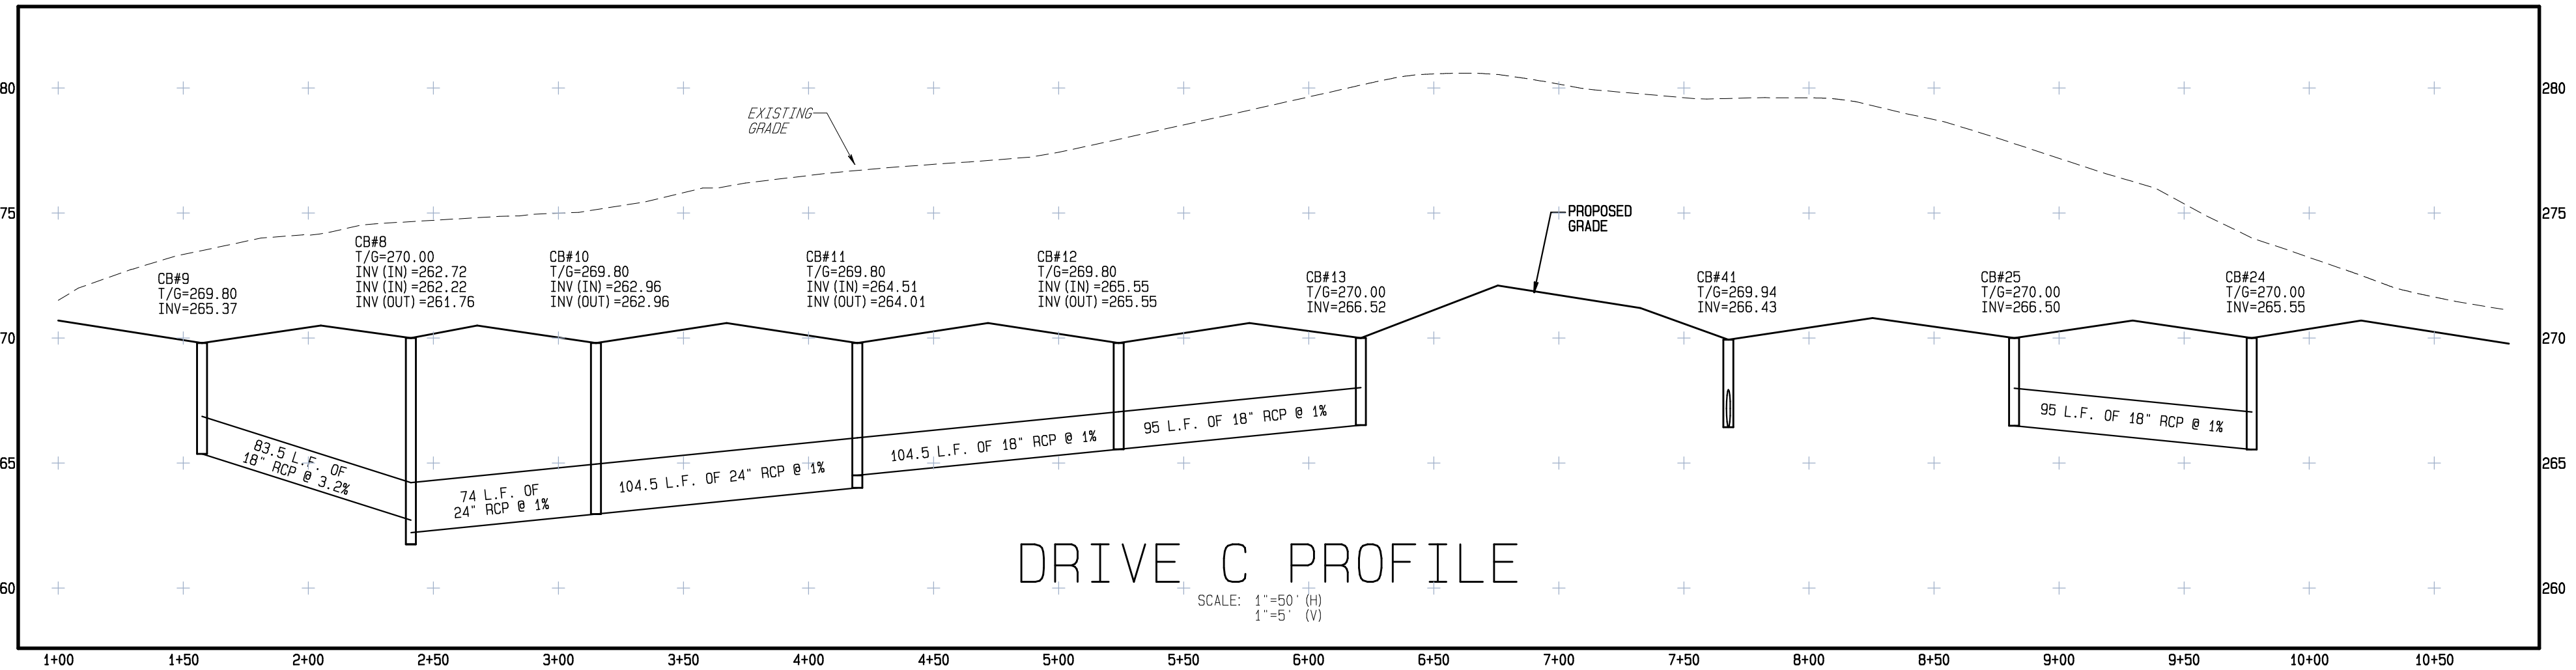 80
280
EXISTING
GRADE
75
275
PROPOSED
GRADE
CB#9
T/G=269.80
INV=265.37
CB#8
T/G=270.00
INV (IN) =262.72
INV (IN) =262.22
INV (OUT) =261.76
CB#10
T/G=269.80
INV (IN) =262.96
INV (OUT) =262.96
CB#11
T/G=269.80
INV (IN) =264.51
INV (OUT) =264.01
CB#12
T/G=269.80
INV (IN) =265.55
INV (OUT) =265.55
CB#13
T/G=270.00
INV=266.52
CB#41
T/G=269.94
INV=266.43
CB#25
T/G=270.00
INV=266.50
CB#24
T/G=270.00
INV=265.55
70
270
65
265
83.5 L.F. OF
18" RCP @ 3.2%
74 L.F. OF
24" RCP @ 1%
104.5 L.F. OF 24" RCP @ 1%
104.5 L.F. OF 18" RCP @ 1%
95 L.F. OF 18" RCP @ 1%
95 L.F. OF 18" RCP @ 1%
60
260
DRIVE C PROFILE
SCALE: 1"=50' (H)
1"=5' (V)
1+00 1+50 2+00 2+50 3+00 3+50 4+00 4+50 5+00 5+50 6+00 6+50 7+00 7+50 8+00 8+50 9+00 9+50 10+00 10+50